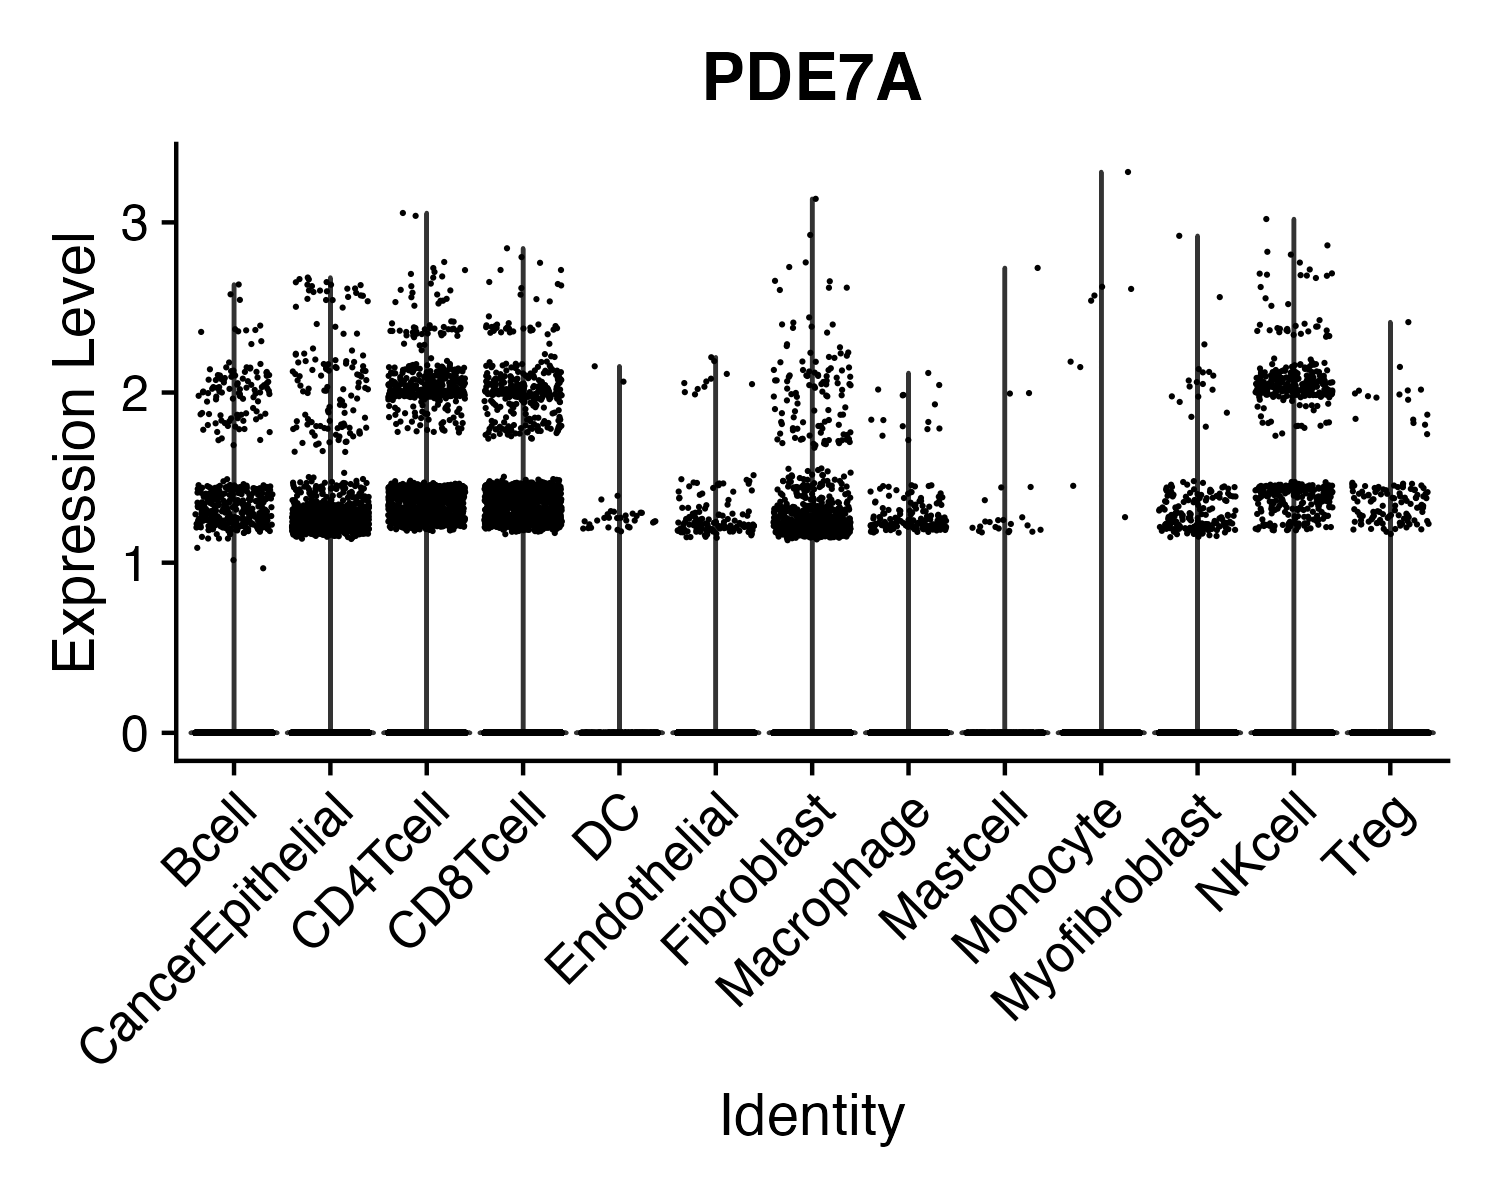 PDE7A
Expression Level
3
2
1
0
Bcell
CancerEpithelial
CD4Tcell
CD8Tcell
DC
Endothelial
Fibroblast
Macrophage
Mastcell
Monocyte
Myofibroblast
NKcell
Treg
Identity